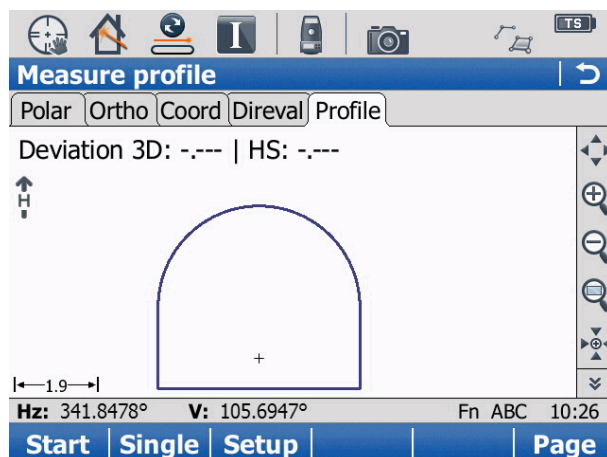 I
TS
Measure profile
Polar Ortho Coord Direval Profile
Deviation 3D: -.--- | HS: -.---
H
1.9
Hz: 341.8478° V: 105.6947° Fn ABC 10:26
Start Single Setup Page